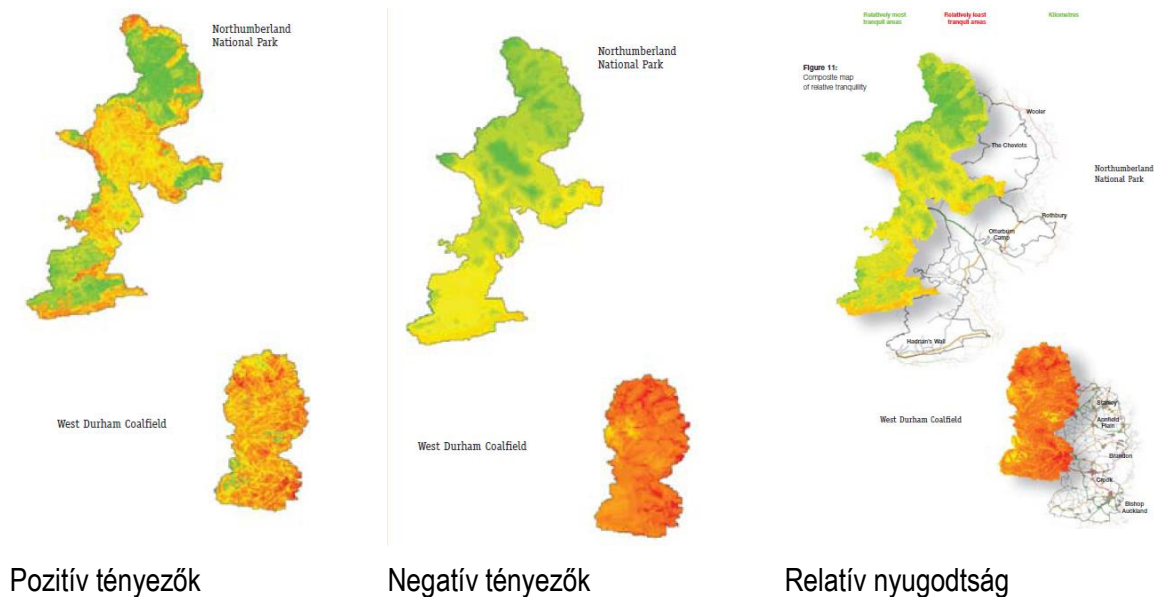 Northumberland
National Park
West Durham Coalfield
Pozitív tényezők
Northumberland
National Park
West Durham Coalfield
Negatív tényezők
Relatively most
tranquil areas
Relatively least
tranquil areas
Kilometres
Figure 11:
Composite map
of relative tranquility
Wooler
The Cheviots
Northumberland
National Park
Rothbury
Otterburn
Camp
Hadrian's Wall
West Durham Coalfield
Stanley
Annfield
Plain
Brandon
Crook
Bishop
Auckland
Relatív nyugodtság